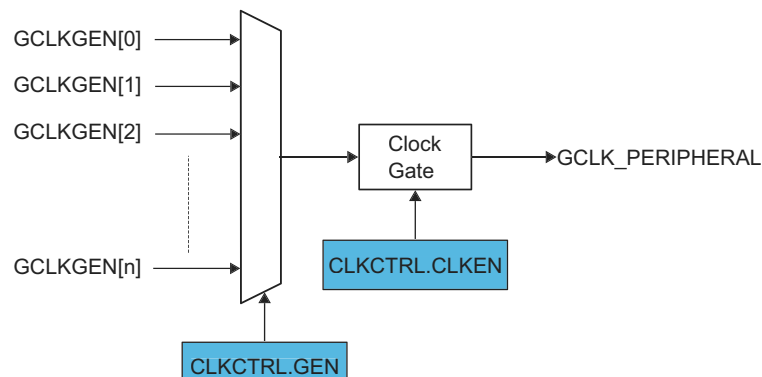 GCLKGEN[0]
GCLKGEN[1]
GCLKGEN[2]
Clock
Gate
GCLK_PERIPHERAL
GCLKGEN[n]
CLKCTRL.CLKEN
CLKCTRL.GEN